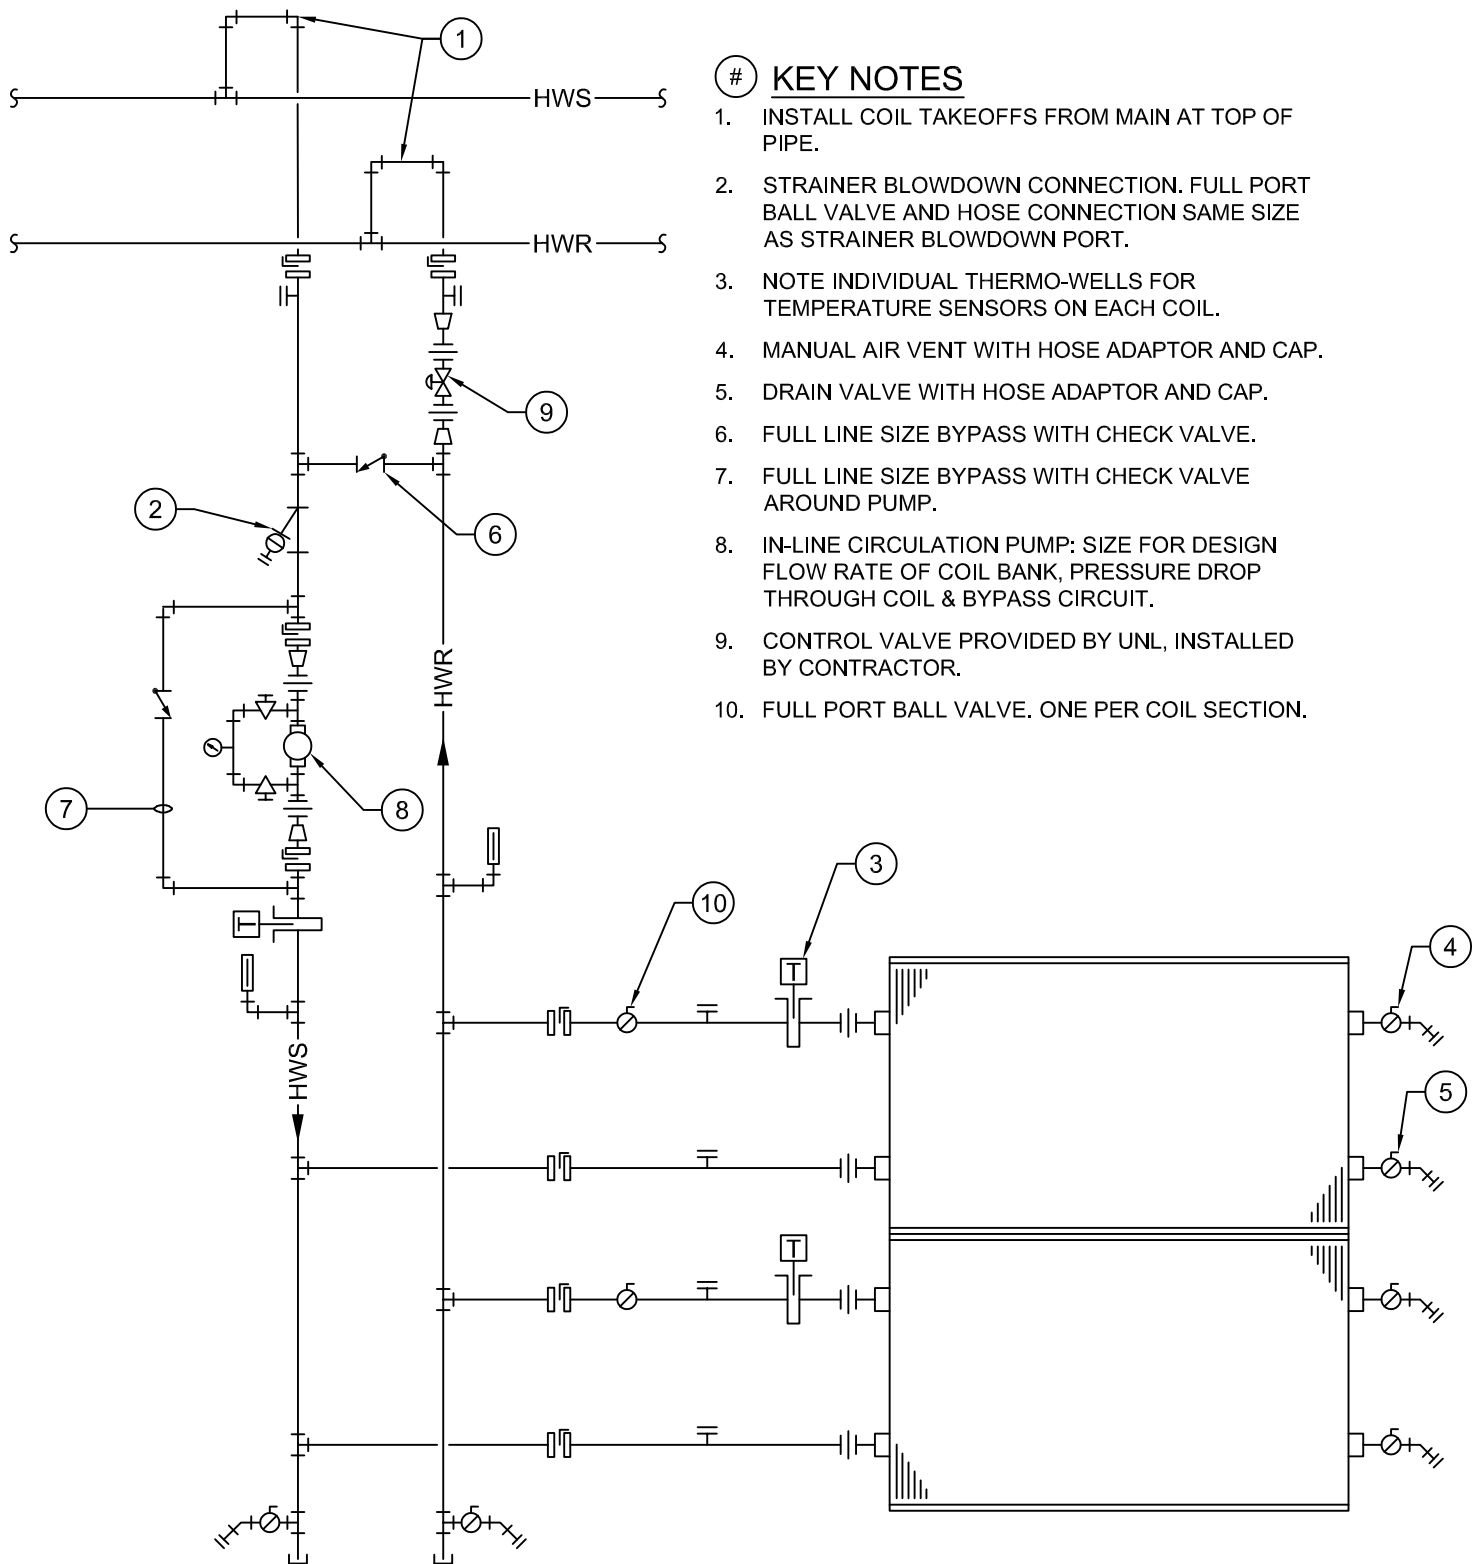 1
# KEY NOTES
HWS
1. INSTALL COIL TAKEOFFS FROM MAIN AT TOP OF
PIPE.
2. STRAINER BLOWDOWN CONNECTION. FULL PORT
BALL VALVE AND HOSE CONNECTION SAME SIZE
AS STRAINER BLOWDOWN PORT.
HWR
3. NOTE INDIVIDUAL THERMO-WELLS FOR
TEMPERATURE SENSORS ON EACH COIL.
4. MANUAL AIR VENT WITH HOSE ADAPTOR AND CAP.
5. DRAIN VALVE WITH HOSE ADAPTOR AND CAP.
6. FULL LINE SIZE BYPASS WITH CHECK VALVE.
7. FULL LINE SIZE BYPASS WITH CHECK VALVE
AROUND PUMP.
8. IN-LINE CIRCULATION PUMP: SIZE FOR DESIGN
FLOW RATE OF COIL BANK, PRESSURE DROP
THROUGH COIL & BYPASS CIRCUIT.
9. CONTROL VALVE PROVIDED BY UNL, INSTALLED
BY CONTRACTOR.
10. FULL PORT BALL VALVE. ONE PER COIL SECTION.
9
2
6
HWR
7
8
3
10
T
4
T
HWS
5
T